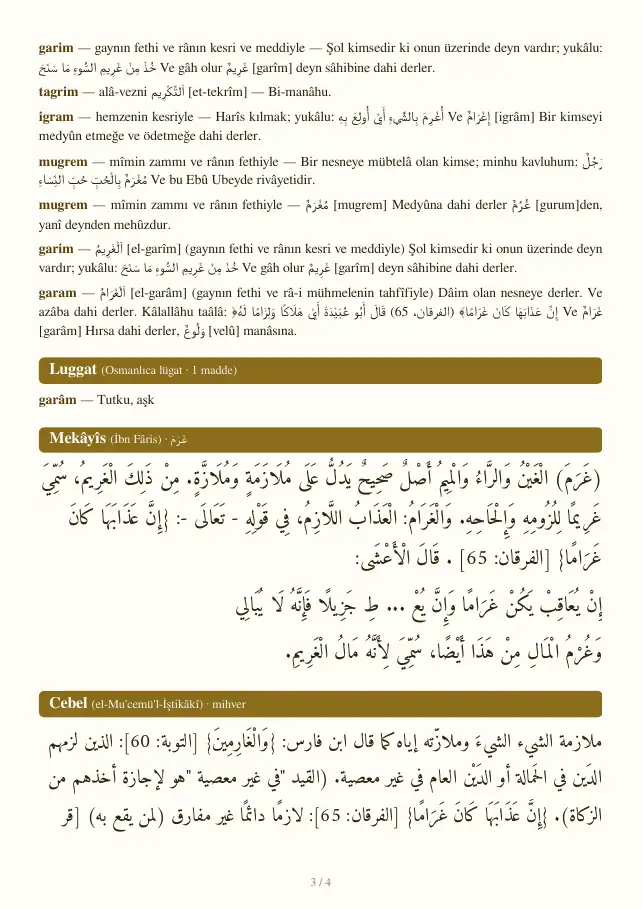 garim — gaynın fethi ve rânın kesri ve meddiyle — Şol kimsedir ki onun üzerinde deyn vardır; yukâlu:
خُذْ مِنْ غَرِيمِ السُّوءِ مَا سَنَحَ Ve gâh olur غَرِيمٌ [garîm] deyn sâhibine dahi derler.
tagrim — alâ-vezni اَلتَّكْرِيم [et-tekrîm] — Bi-manâhu.
igram — hemzenin kesriyle — Harîs kılmak; yukâlu: أُغْرِمَ بِالشَّيْءِ أَيْ أُولِعَ بِهِ Ve إِغْرَامٌ [igrâm] Bir kimseyi
medyûn etmeğe ve ödetmeğe dahi derler.
mugrem — mîmin zammı ve rânın fethiyle — Bir nesneye mübtelâ olan kimse; minhu kavluhum: رَجُلٌ
مُغْرَمٌ بِالْحُبِّ حُبِّ النِّسَاءِ Ve bu Ebû Ubeyde rivâyetidir.
mugrem — mîmin zammı ve rânın fethiyle — مُغْرَمٌ [mugrem] Medyûna dahi derler غُرْمٌ [gurum]den,
yanî deynden mehûzdur.
garim — اَلْغَرِيمُ [el-garîm] (gaynın fethi ve rânın kesri ve meddiyle) Şol kimsedir ki onun üzerinde deyn
vardır; yukâlu: خُذْ مِنْ غَرِيمِ السُّوءِ مَا سَنَحَ Ve gâh olur غَرِيمٌ [garîm] deyn sâhibine dahi derler.
garam — اَلْغَرَامُ [el-garâm] (gaynın fethi ve râ-i mühmelenin tahfîfiyle) Dâim olan nesneye derler. Ve
azâba dahi derler. Kâlallâhu taâlâ: ﴿إِنَّ عَذَابَهَا كَانَ غَرَامًا﴾ (الفرقان، 65) قَالَ أَبُو عُبَيْدَةَ أَيْ هَلَاكًا وَلِزَامًا لَهُ Ve غَرَامٌ
[garâm] Hırsa dahi derler, وَلُوعٌ [velû] manâsına.
Luggat (Osmanlıca lügat · 1 madde)
garâm — Tutku, aşk
Mekâyîs (İbn Fâris) · غَرَمَ
(غَرَمَ) الْغَيْنُ وَالرَّاءُ وَالْمِيمُ أَصْلٌ صَحِيحٌ يَدُلُّ عَلَى مُلَازَمَةٍ وَمُلَازَّةٍ. مِنْ ذَلِكَ الْغَرِيمُ، سُمِّيَ
غَرِيمًا لِلُزُومِهِ وَإِلْحَاحِهِ. وَالْغَرَامُ: الْعَذَابُ اللَّازِمُ، فِي قَوْلِهِ - تَعَالَى -: {إِنَّ عَذَابَهَا كَانَ
غَرَامًا} [الفرقان: 65] . قَالَ الْأَعْشَى:
إِنْ يُعَاقِبْ يَكُنْ غَرَامًا وَإِنَّ يُعْ ... طِ جَزِيلًا فَإِنَّهُ لَا يُبَالِي
وَغُرْمُ الْمَالِ مِنْ هَذَا أَيْضًا، سُمِّيَ لِأَنَّهُ مَالُ الْغَرِيمِ.
Cebel (el-Mu'cemü'l-İştikâkî) · mihver
ملازمة الشيء الشيءَ وملازّته إياه كما قال ابن فارس: {وَالْغَارِمِينَ} [التوبة: 60]: الذين لزمهم
الدَين في الحَمالة أو الدَيْن العام في غير معصية. (القيد "في غير معصية "هو لإجازة أخذهم من
الزكاة). {إِنَّ عَذَابَهَا كَانَ غَرَامًا} [الفرقان: 65]: لازمًا دائمًا غير مفارق (لمن يقع به) [قر
3 / 4